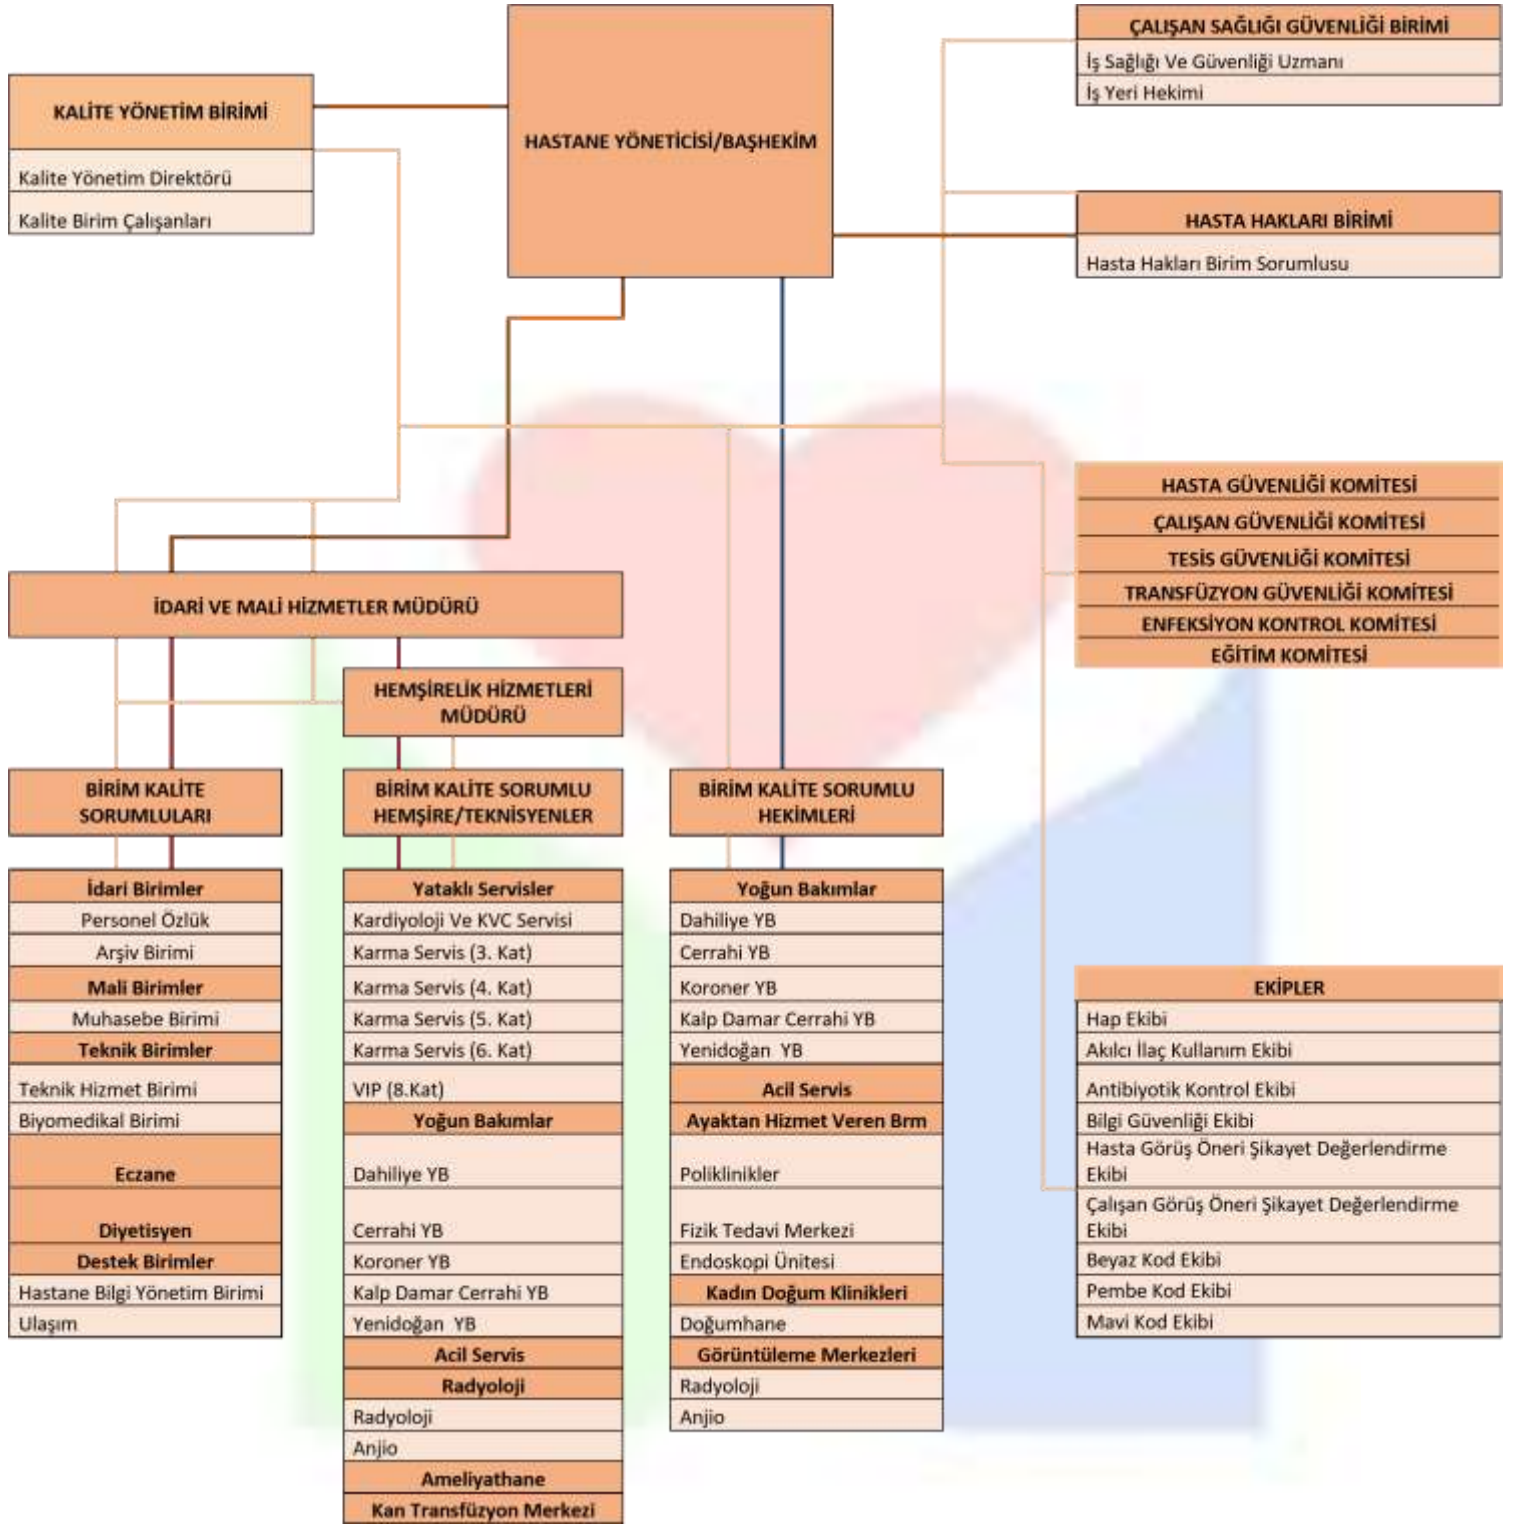 ÇALIŞAN SAĞLIĞI GÜVENLİĞİ BİRİMİ
İş Sağlığı Ve Güvenliği Uzmanı
İş Yeri Hekimi
KALİTE YÖNETİM BİRİMİ
Kalite Yönetim Direktörü
Kalite Birim Çalışanları
HASTANE YÖNETİCİSİ/BAŞHEKİM
HASTA HAKLARI BİRİMİ
Hasta Hakları Birim Sorumlusu
HASTA GÜVENLİĞİ KOMİTESİ
ÇALIŞAN GÜVENLİĞİ KOMİTESİ
TESİS GÜVENLİĞİ KOMİTESİ
TRANSFÜZYON GÜVENLİĞİ KOMİTESİ
ENFEKSİYON KONTROL KOMİTESİ
EĞİTİM KOMİTESİ
İDARİ VE MALİ HİZMETLER MÜDÜRÜ
HEMŞİRELİK HİZMETLERİ
MÜDÜRÜ
BİRİM KALİTE
SORUMLULARI
BİRİM KALİTE SORUMLU
HEMŞİRE/TEKNİSYENLER
BİRİM KALİTE SORUMLU
HEKİMLERİ
İdari Birimler
Personel Özlük
Arşiv Birimi
Mali Birimler
Muhasebe Birimi
Teknik Birimler
Teknik Hizmet Birimi
Biyomedikal Birimi
Eczane
Diyetisyen
Destek Birimler
Hastane Bilgi Yönetim Birimi
Ulaşım
Yataklı Servisler
Kardiyoloji Ve KVC Servisi
Karma Servis (3. Kat)
Karma Servis (4. Kat)
Karma Servis (5. Kat)
Karma Servis (6. Kat)
VIP (8.Kat)
Yoğun Bakımlar
Dahiliye YB
Cerrahi YB
Koroner YB
Kalp Damar Cerrahi YB
Yenidoğan  YB
Acil Servis
Radyoloji
Radyoloji
Anjio
Ameliyathane
Kan Transfüzyon Merkezi
Yoğun Bakımlar
Dahiliye YB
Cerrahi YB
Koroner YB
Kalp Damar Cerrahi YB
Yenidoğan  YB
Acil Servis
Ayaktan Hizmet Veren Brm
Poliklinikler
Fizik Tedavi Merkezi
Endoskopi Ünitesi
Kadın Doğum Klinikleri
Doğumhane
Görüntüleme Merkezleri
Radyoloji
Anjio
EKİPLER
Hap Ekibi
Akılcı İlaç Kullanım Ekibi
Antibiyotik Kontrol Ekibi
Bilgi Güvenliği Ekibi
Hasta Görüş Öneri Şikayet Değerlendirme
Ekibi
Çalışan Görüş Öneri Şikayet Değerlendirme
Ekibi
Beyaz Kod Ekibi
Pembe Kod Ekibi
Mavi Kod Ekibi